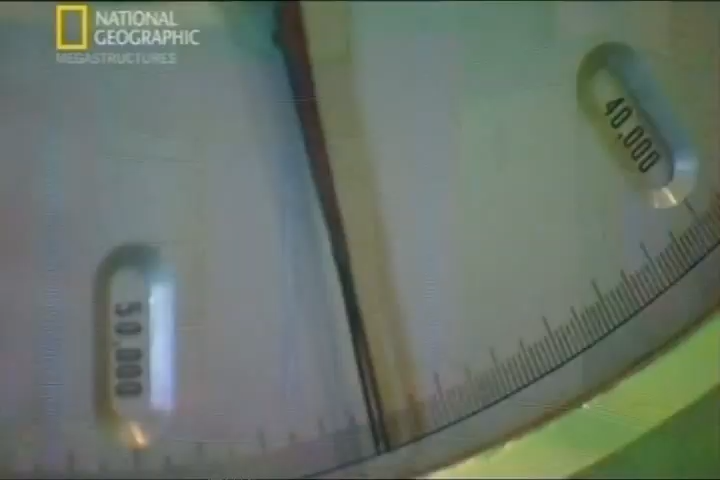 NATIONAL
GEOGRAPHIC
MEGASTRUCTURES
40,000
50,000